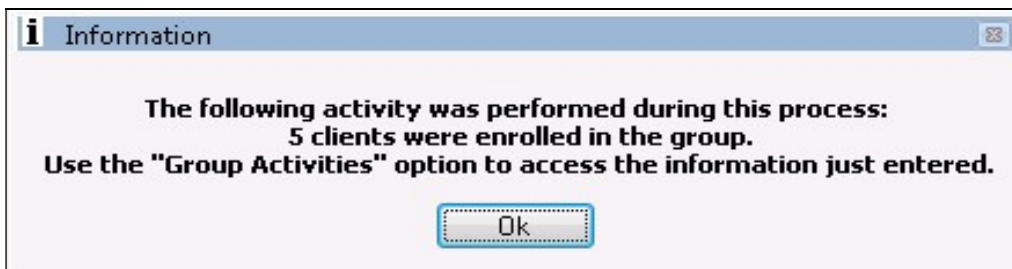 i Information
The following activity was performed during this process:
5 clients were enrolled in the group.
Use the "Group Activities" option to access the information just entered.
Ok